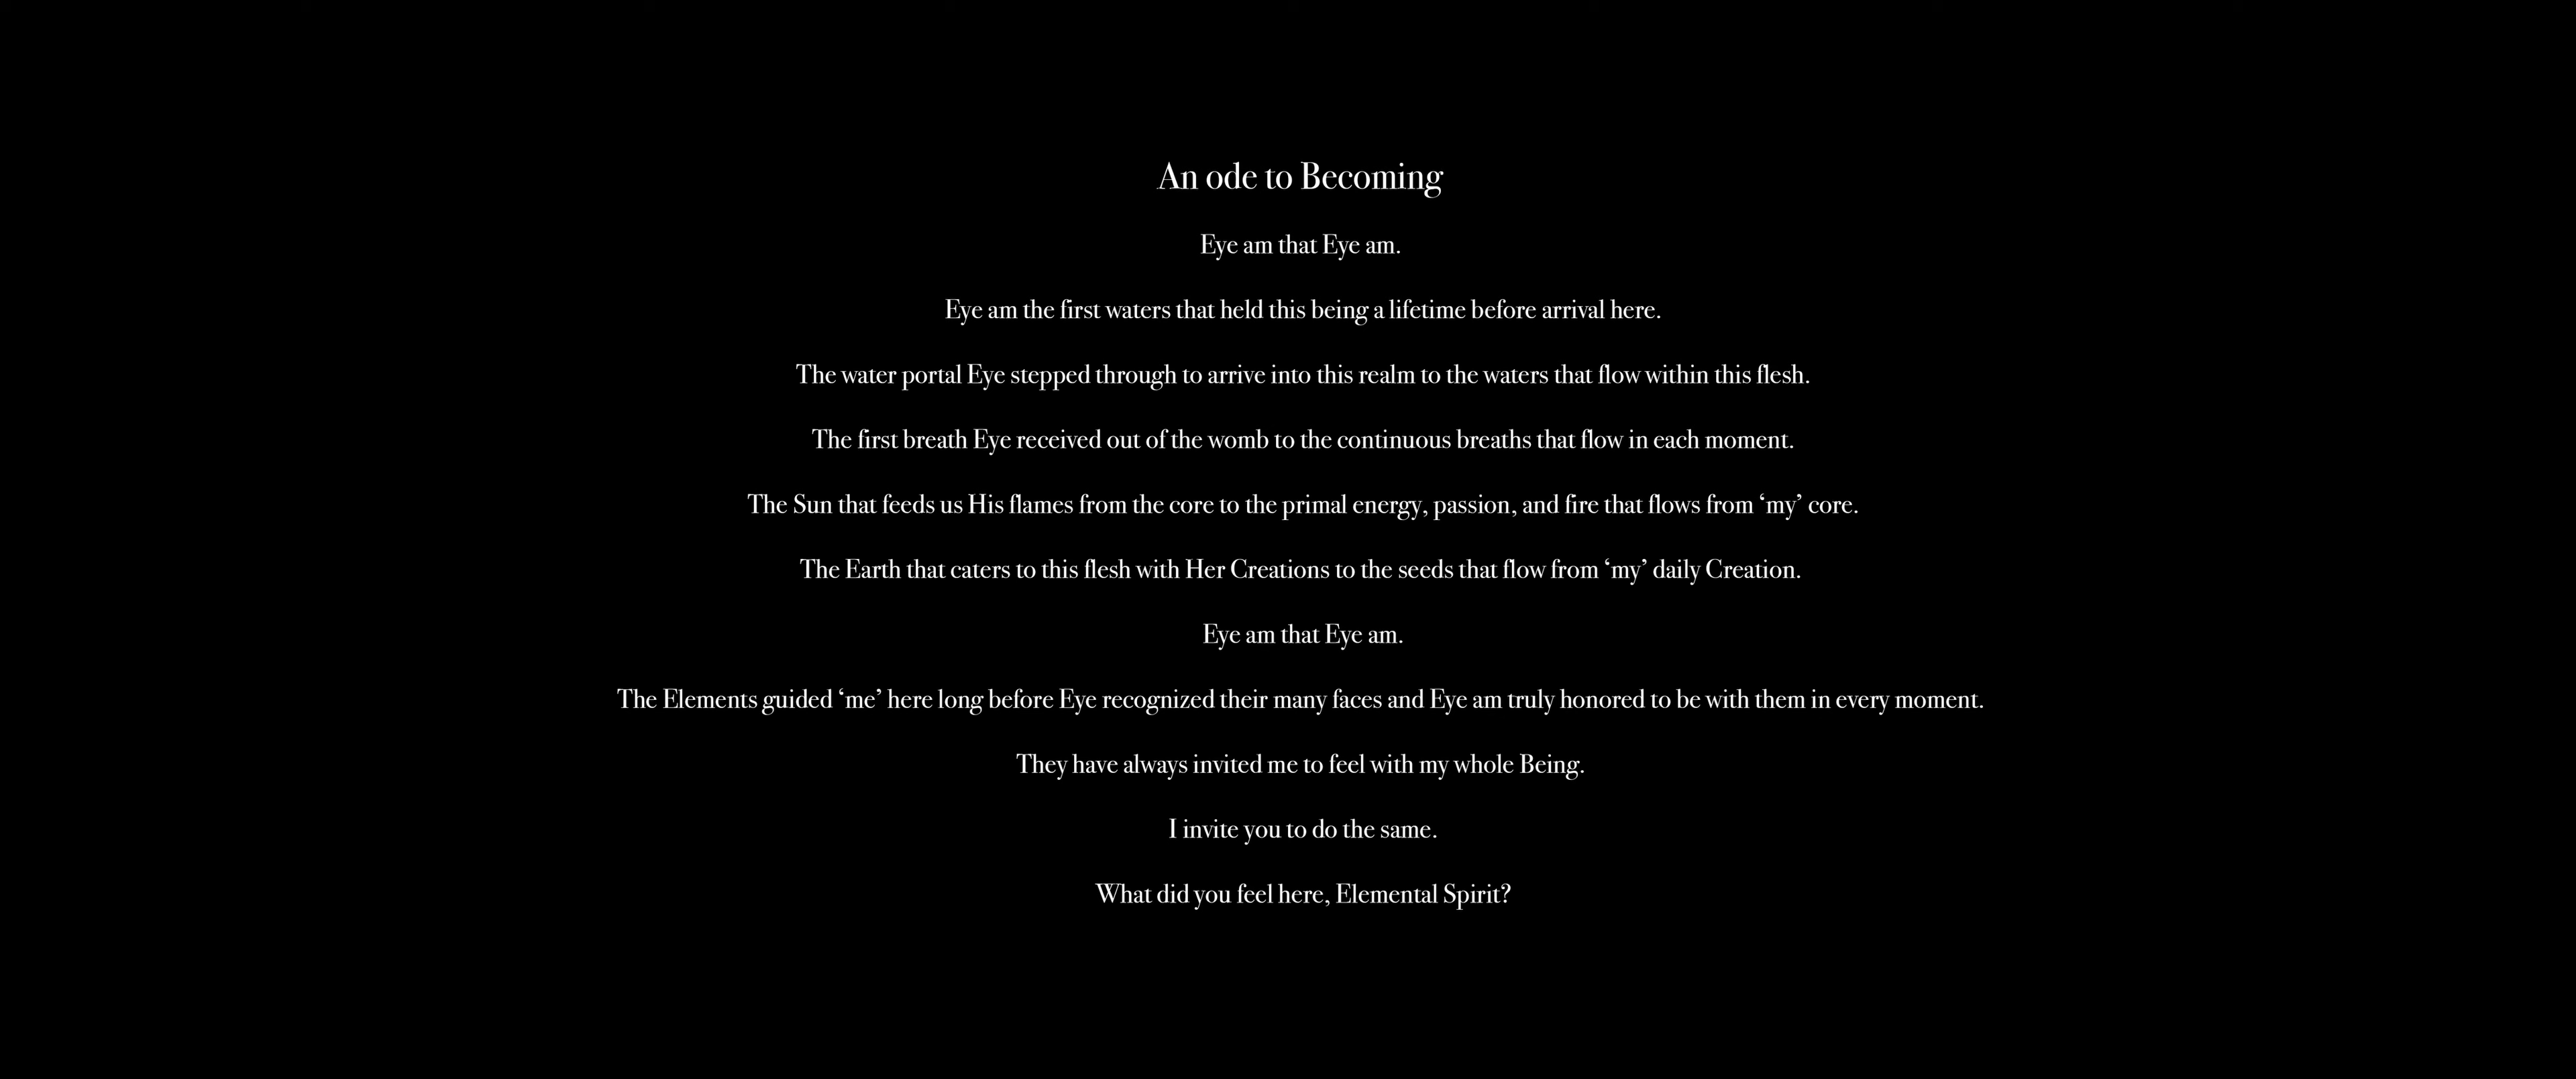 An ode to Becoming
Eye am that Eye am.
Eye am the first waters that held this being a lifetime before arrival here.
The water portal Eye stepped through to arrive into this realm to the waters that flow within this flesh.
The first breath Eye received out of the womb to the continuous breaths that flow in each moment.
The Sun that feeds us His flames from the core to the primal energy, passion, and fire that flows from ‘my’ core.
The Earth that caters to this flesh with Her Creations to the seeds that flow from ‘my’ daily Creation.
Eye am that Eye am.
The Elements guided ‘me’ here long before Eye recognized their many faces and Eye am truly honored to be with them in every moment.
They have always invited me to feel with my whole Being.
I invite you to do the same.
What did you feel here, Elemental Spirit?